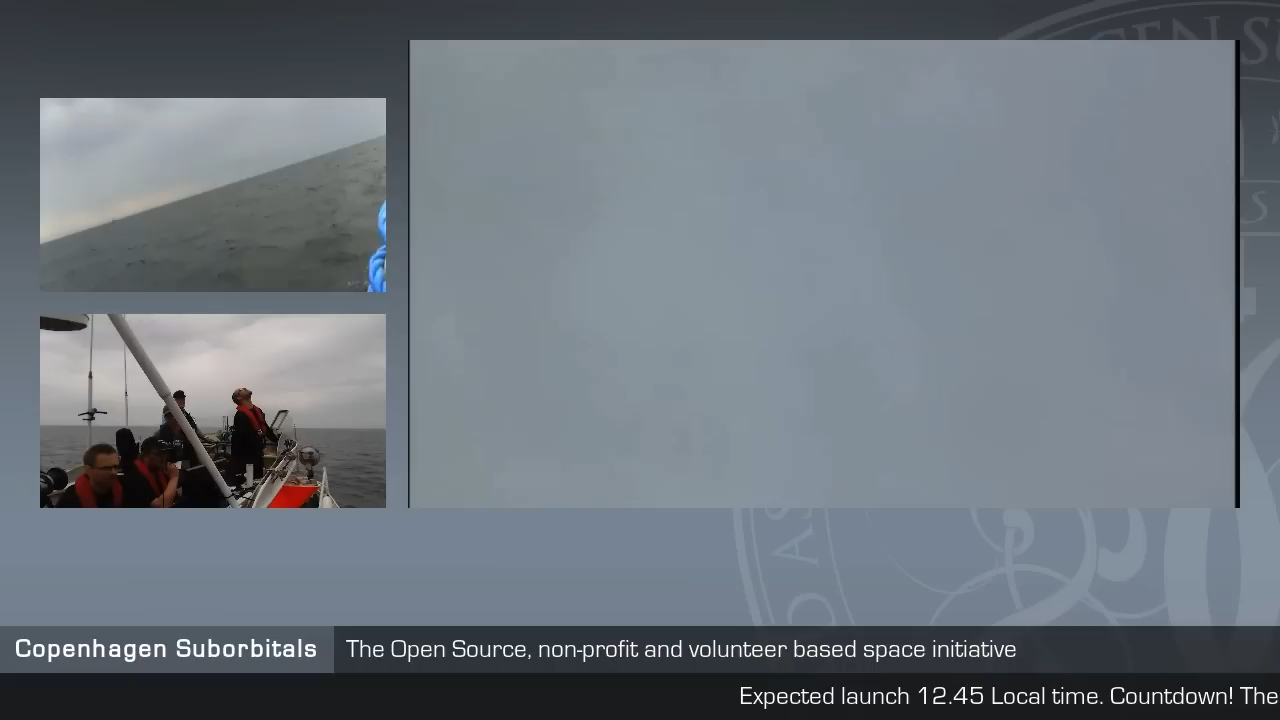 Copenhagen Suborbitals
The Open Source, non-profit and volunteer based space initiative
Expected launch 12.45 Local time. Countdown! The